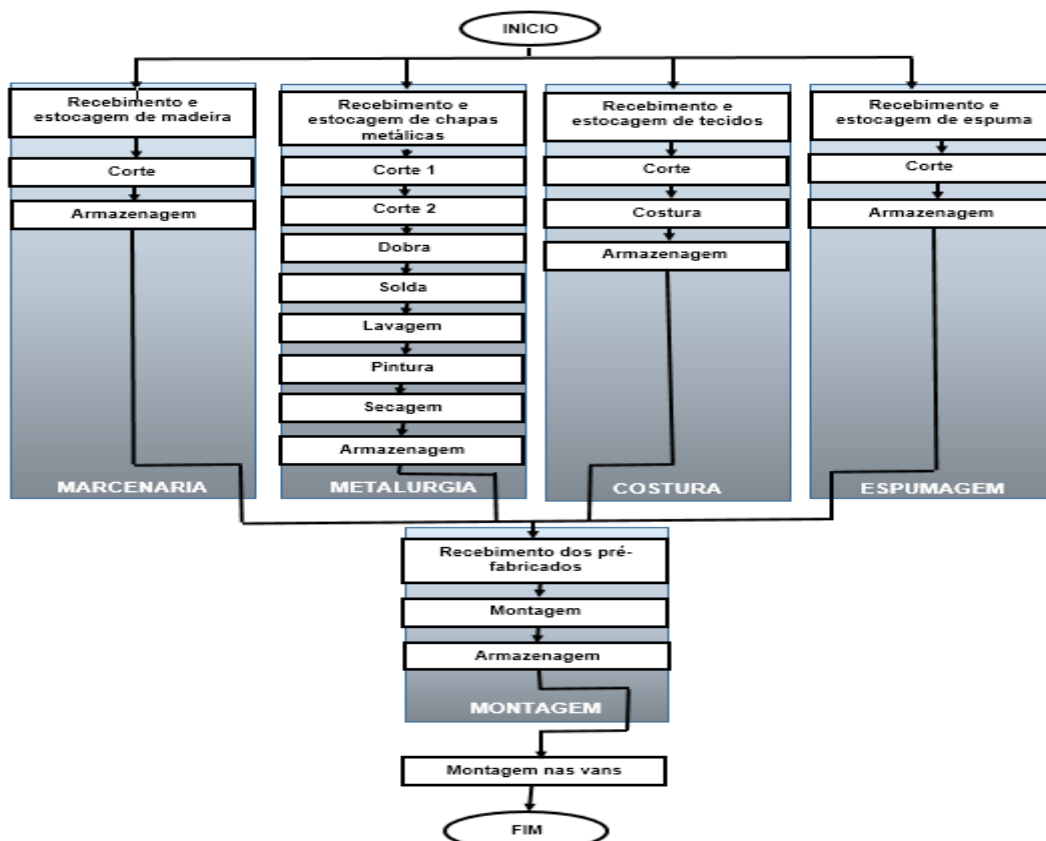 INÍCIO
Recebimento e
estocagem de madeira
Corte
Armazenagem
MARCENARIA
Recebimento e
estocagem de chapas
metálicas
Corte 1
Corte 2
Dobra
Solda
Lavagem
Pintura
Secagem
Armazenagem
METALURGIA
Recebimento e
estocagem de tecidos
Corte
Costura
Armazenagem
COSTURA
Recebimento e
estocagem de espuma
Corte
Armazenagem
ESPUMAGEM
Recebimento dos pré-
fabricados
Montagem
Armazenagem
MONTAGEM
Montagem nas vans
FIM